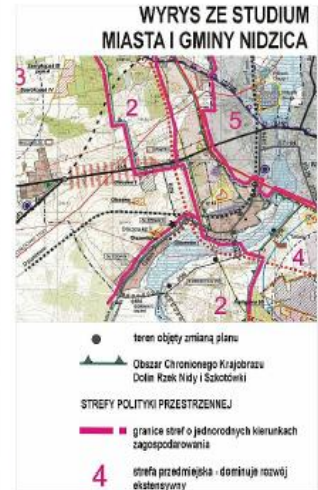 WYRYS ZE STUDIUM
MIASTA I GMINY NIDZICA
3
2
5
4
2
teren objęty zmianą planu
Obszar Chronionego Krajobrazu
Dolin Rzek Nidy i Szkotówki
STREFY POLITYKI PRZESTRZENNEJ
granice stref o jednorodnych kierunkach
zagospodarowania
4
strefa przedmiejska - dominuje rozwój
ekstensywny